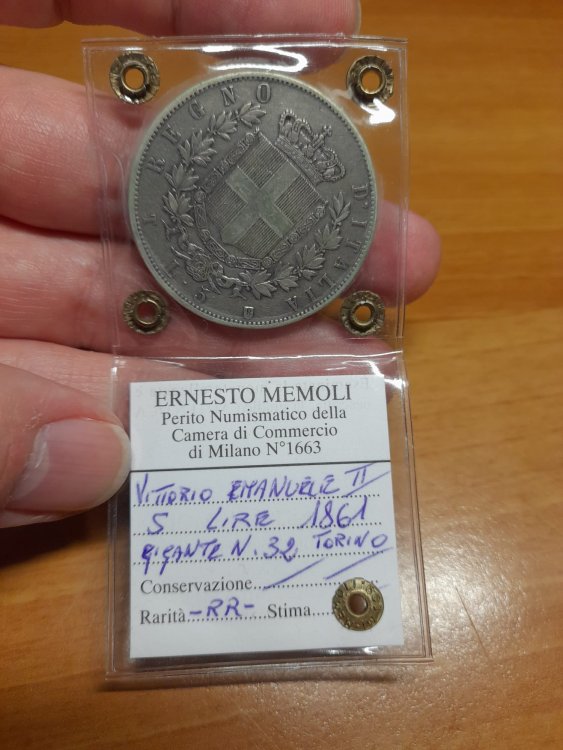 REGNO D'ITALIA
L. 5
ERNESTO MEMOLI
Perito Numismatico della
Camera di Commercio
di Milano N°1663
VITTORIO EMANUELE II
5 LIRE 1861
GIGANTE N. 32 TORINO
Conservazione
Rarità -RR- Stima